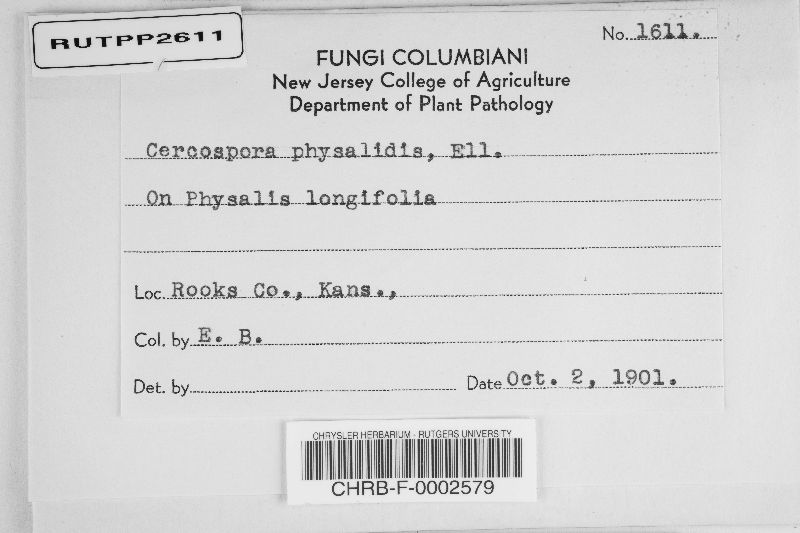 RUTPP2611
No. 1611.
FUNGI COLUMBIANI
New Jersey College of Agriculture
Department of Plant Pathology
Cercospora physalidis, Ell.
On Physalis longifolia
Loc. Rooks Co., Kans.,
Col. by E. B.
Det. by
Date Oct. 2, 1901.
CHRYSLER HERBARIUM - RUTGERS UNIVERSITY
CHRB-F-0002579